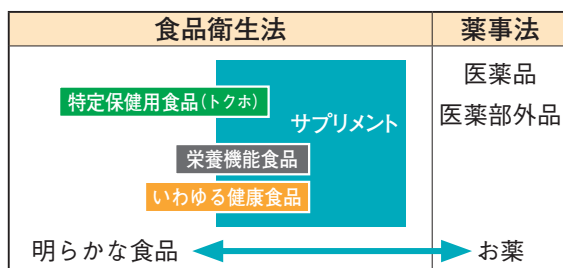 食品衛生法
薬事法
特定保健用食品(トクホ)
サプリメント
栄養機能食品
いわゆる健康食品
医薬品
医薬部外品
明らかな食品
お薬